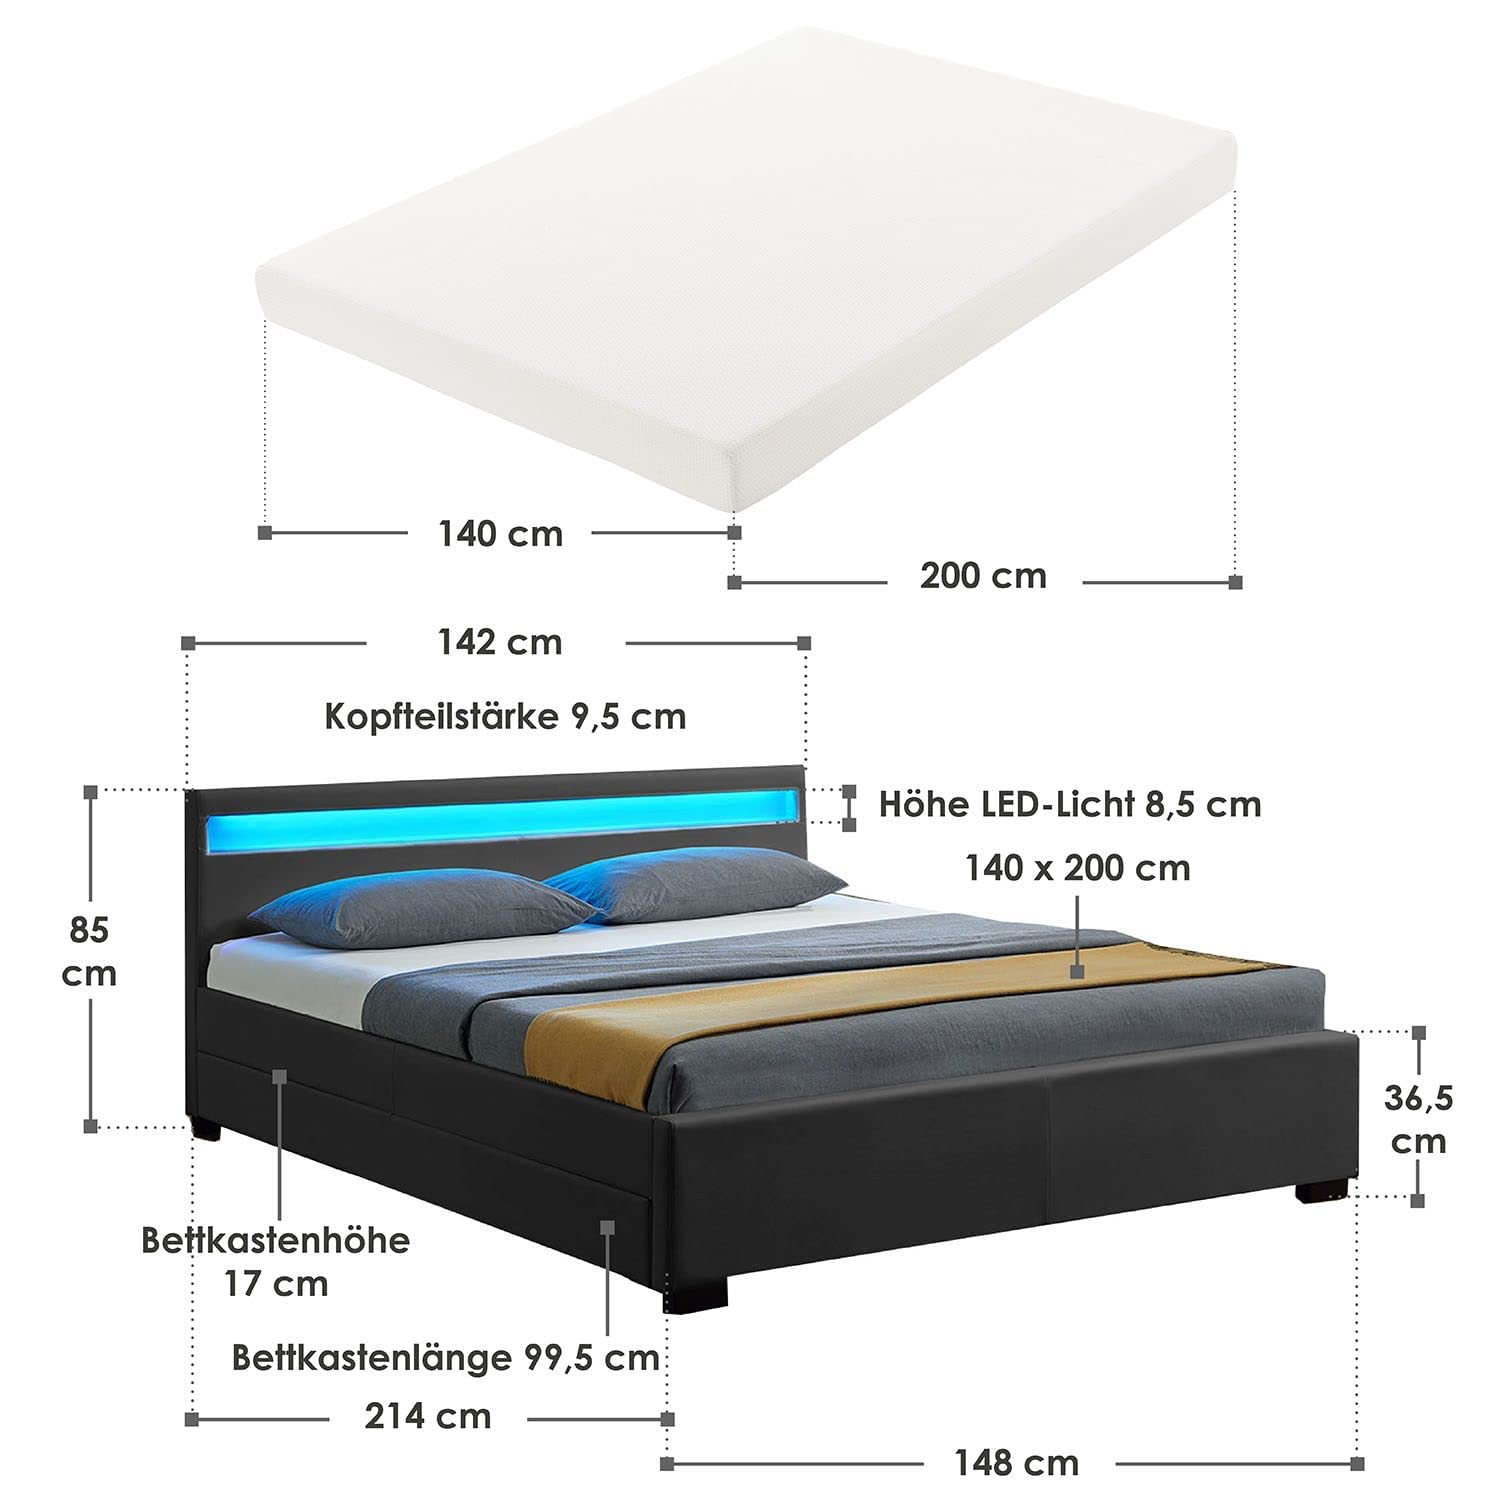 140 cm
200 cm
142 cm
Kopfteilstärke 9,5 cm
Höhe LED-Licht 8,5 cm
140 x 200 cm
85
cm
36,5
cm
Bettkastenhöhe
17 cm
Bettkastenlänge 99,5 cm
214 cm
148 cm